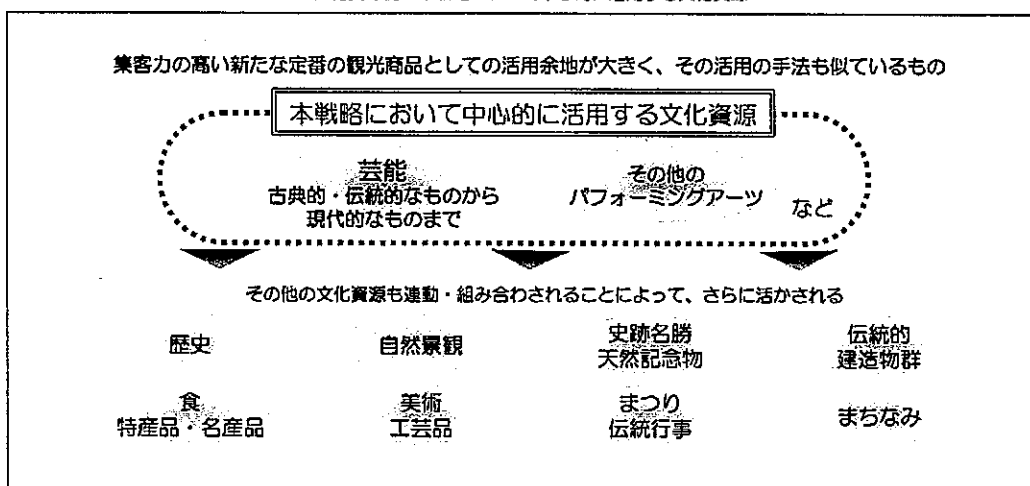 集客力の高い新たな定番の観光商品としての活用余地が大きく、その活用の手法も似ているもの
本戦略において中心的に活用する文化資源
芸能
古典的・伝統的なものから
現代的なものまで
その他の
パフォーミングアーツ
など
その他の文化資源も連動・組み合わされることによって、さらに活かされる
歴史
自然景観
史跡名勝
天然記念物
伝統的
建造物群
食
特産品・名産品
美術
工芸品
まつり
伝統行事
まちなみ